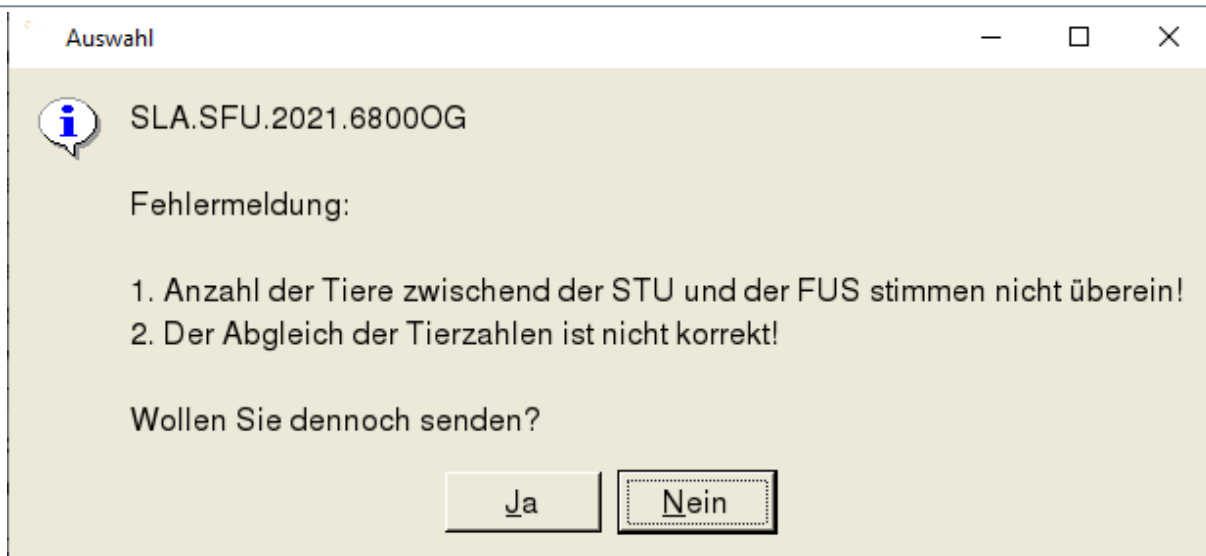 Auswahl
SLA.SFU.2021.6800OG
Fehlermeldung:
1. Anzahl der Tiere zwischend der STU und der FUS stimmen nicht überein!
2. Der Abgleich der Tierzahlen ist nicht korrekt!
Wollen Sie dennoch senden?
Ja
Nein